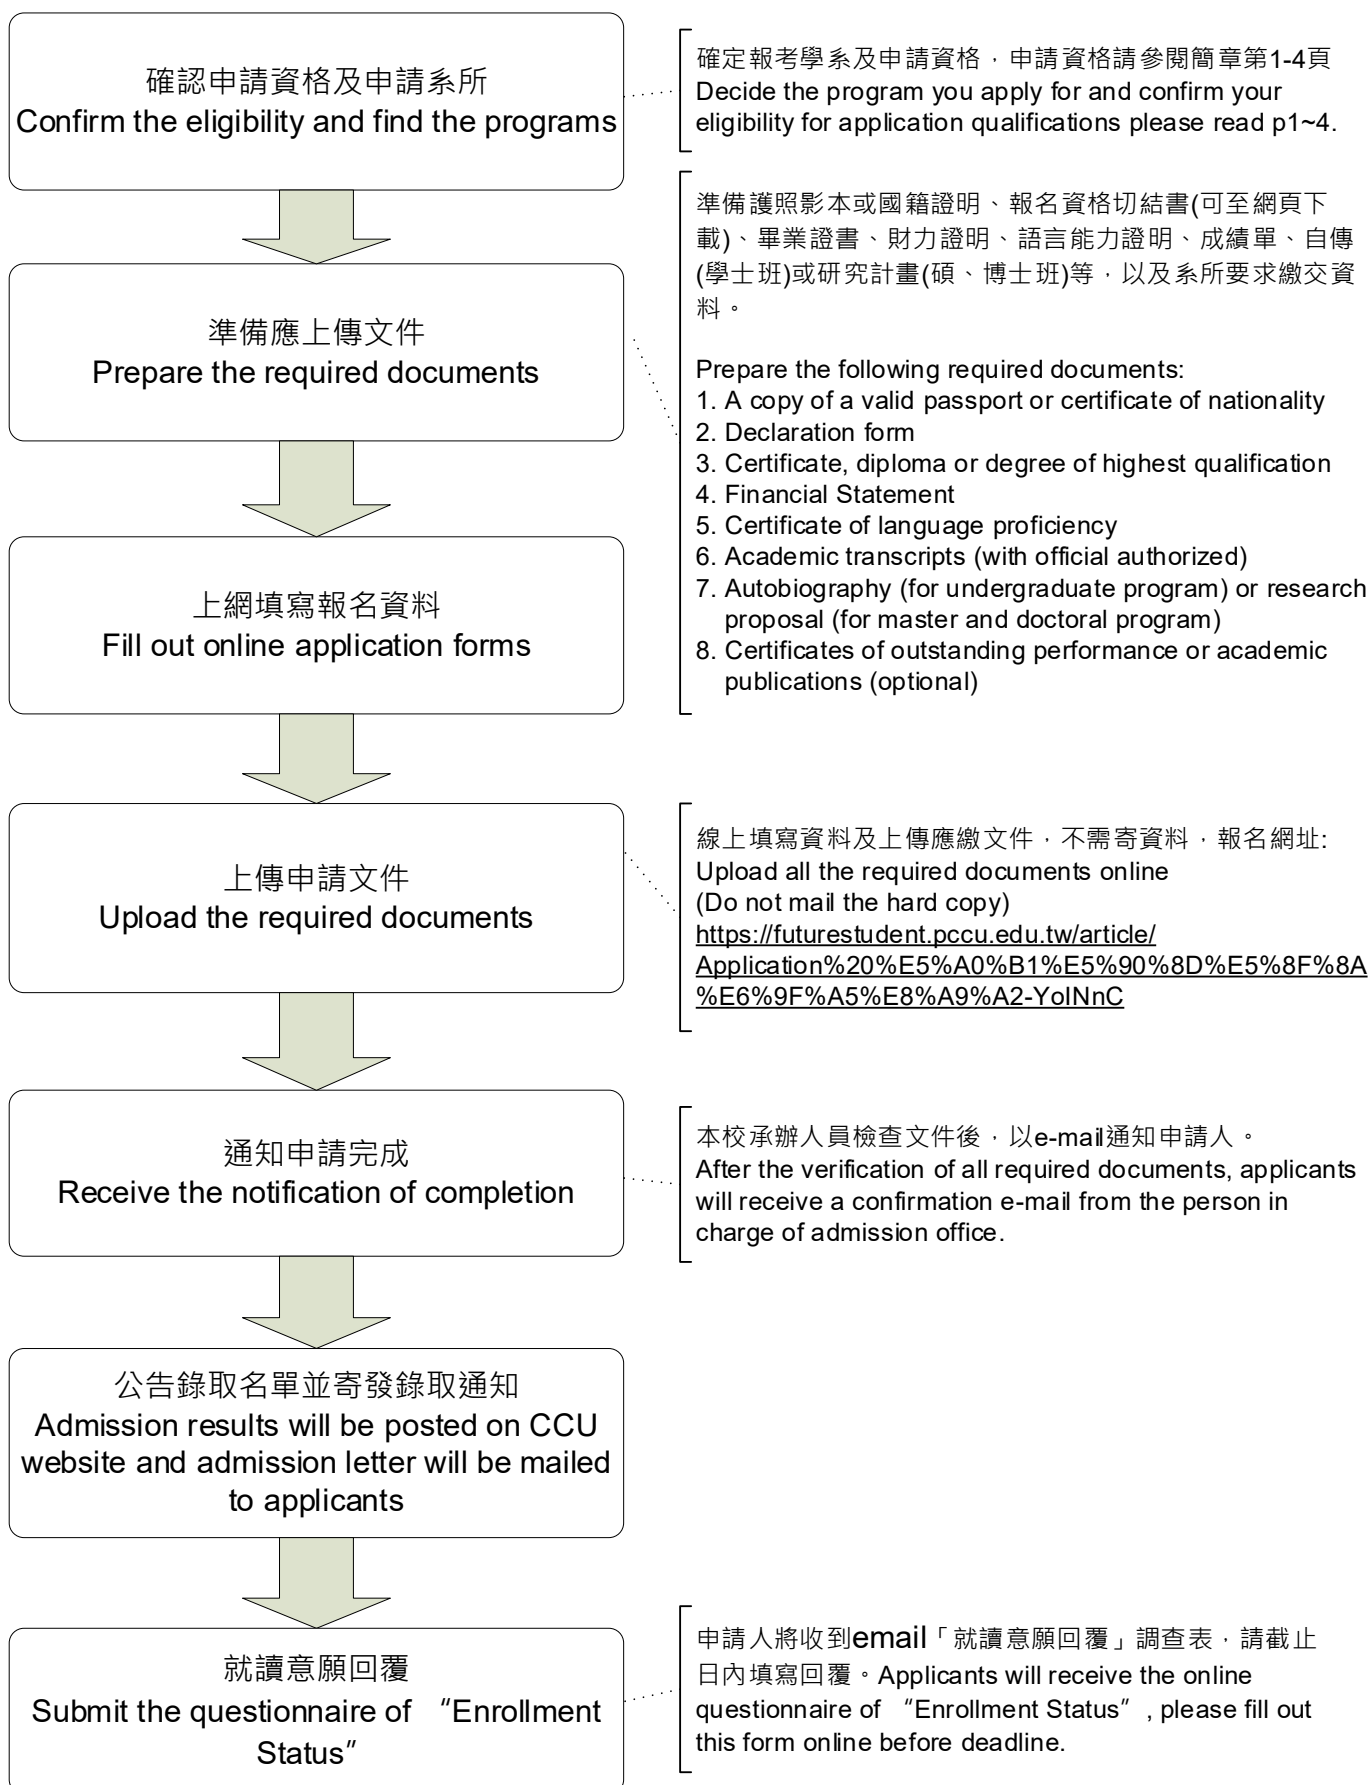 確認申請資格及申請系所
Confirm the eligibility and find the programs
確定報考學系及申請資格，申請資格請參閱簡章第1-4頁
Decide the program you apply for and confirm your
eligibility for application qualifications please read p1~4.
準備應上傳文件
Prepare the required documents
準備護照影本或國籍證明、報名資格切結書(可至網頁下
載)、畢業證書、財力證明、語言能力證明、成績單、自傳
(學士班)或研究計畫(碩、博士班)等，以及系所要求繳交資
料。
Prepare the following required documents:
1. A copy of a valid passport or certificate of nationality
2. Declaration form
3. Certificate, diploma or degree of highest qualification
4. Financial Statement
5. Certificate of language proficiency
6. Academic transcripts (with official authorized)
7. Autobiography (for undergraduate program) or research
proposal (for master and doctoral program)
8. Certificates of outstanding performance or academic
publications (optional)
上網填寫報名資料
Fill out online application forms
上傳申請文件
Upload the required documents
線上填寫資料及上傳應繳文件，不需寄資料，報名網址:
Upload all the required documents online
(Do not mail the hard copy)
https://futurestudent.pccu.edu.tw/article/
Application%20%E5%A0%B1%E5%90%8D%E5%8F%8A
%E6%9F%A5%E8%A9%A2-YoINnC
通知申請完成
Receive the notification of completion
本校承辦人員檢查文件後，以e-mail通知申請人。
After the verification of all required documents, applicants
will receive a confirmation e-mail from the person in
charge of admission office.
公告錄取名單並寄發錄取通知
Admission results will be posted on CCU
website and admission letter will be mailed
to applicants
就讀意願回覆
Submit the questionnaire of “Enrollment
Status”
申請人將收到email「就讀意願回覆」調查表，請截止
日內填寫回覆。Applicants will receive the online
questionnaire of “Enrollment Status”, please fill out
this form online before deadline.